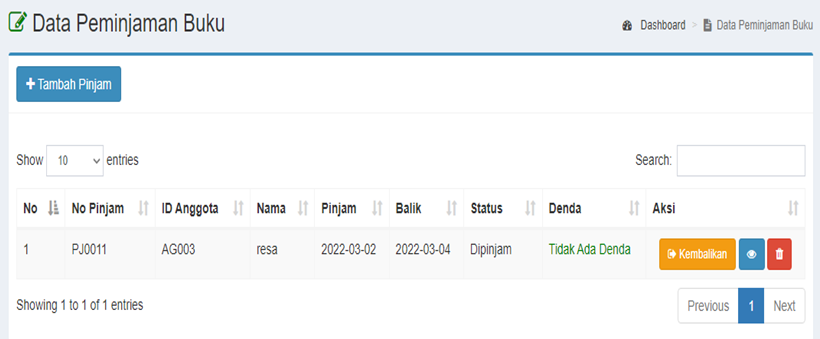 Data Peminjaman Buku
Dashboard > Data Peminjaman Buku
+ Tambah Pinjam
Show 10 entries
Search:
No No Pinjam ID Anggota Nama Pinjam Balik Status Denda Aksi
1 PJ0011 AG003 resa 2022-03-02 2022-03-04 Dipinjam Tidak Ada Denda Kembalikan
Showing 1 to 1 of 1 entries
Previous 1 Next